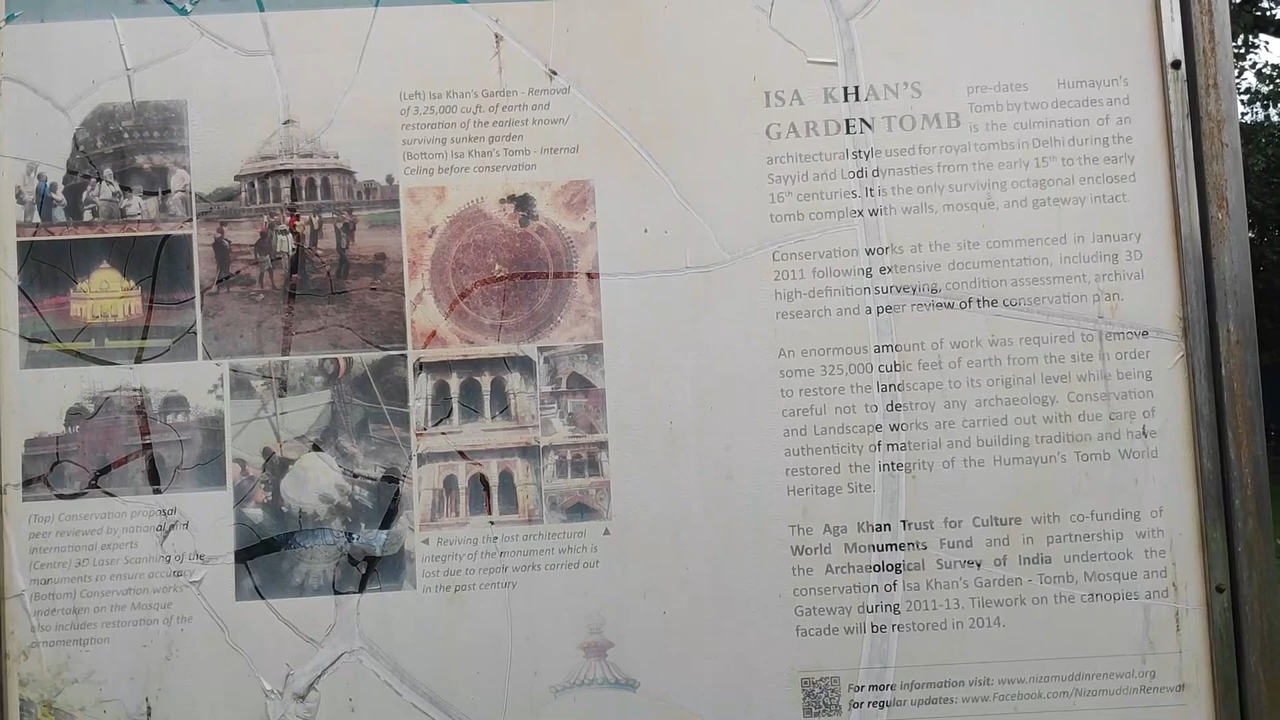 (Left) Isa Khan's Garden - Removal
of 3,25,000 cu.ft. of earth and
restoration of the earliest known/
surviving sunken garden
(Bottom) Isa Khan's Tomb - Internal
Celing before conservation
(Top) Conservation proposal
peer reviewed by national and
international experts
(Centre) 3D Laser Scanning of the
monuments to ensure accuracy
(Bottom) Conservation works
undertaken on the Mosque
also includes restoration of the
ornamentation
◄ Reviving the lost architectural ▲
integrity of the monument which is
lost due to repair works carried out
in the past century
ISA KHAN'S
GARDEN TOMB
pre-dates Humayun's
Tomb by two decades and
is the culmination of an
architectural style used for royal tombs in Delhi during the
Sayyid and Lodi dynasties from the early 15th to the early
16th centuries. It is the only surviving octagonal enclosed
tomb complex with walls, mosque, and gateway intact.
Conservation works at the site commenced in January
2011 following extensive documentation, including 3D
high-definition surveying, condition assessment, archival
research and a peer review of the conservation plan.
An enormous amount of work was required to remove
some 325,000 cubic feet of earth from the site in order
to restore the landscape to its original level while being
careful not to destroy any archaeology. Conservation
and Landscape works are carried out with due care of
authenticity of material and building tradition and have
restored the integrity of the Humayun's Tomb World
Heritage Site.
The Aga Khan Trust for Culture with co-funding of
World Monuments Fund and in partnership with
the Archaeological Survey of India undertook the
conservation of Isa Khan's Garden - Tomb, Mosque and
Gateway during 2011-13. Tilework on the canopies and
facade will be restored in 2014.
For more information visit: www.nizamuddinrenewal.org
for regular updates: www.Facebook.com/NizamuddinRenewal